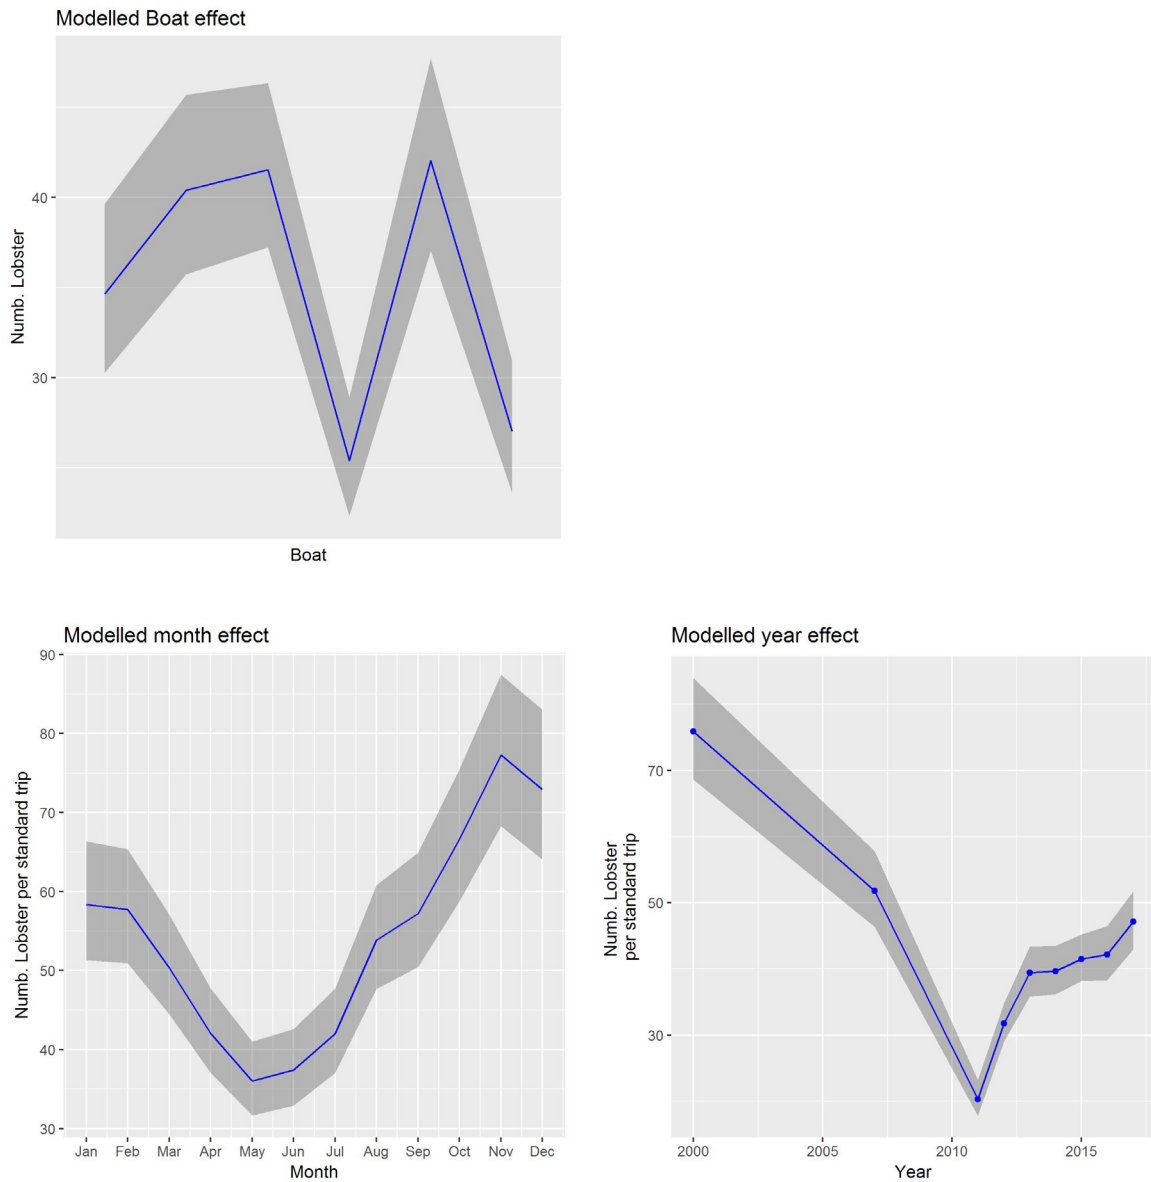 Modelled Boat effect
Numb. Lobster
40
30
Boat
Modelled month effect
Numb. Lobster per standard trip
90
80
70
60
50
40
30
Jan Feb Mar Apr May Jun Jul Aug Sep Oct Nov Dec
Month
Modelled year effect
Numb. Lobster
per standard trip
70
50
30
2000 2005 2010 2015
Year